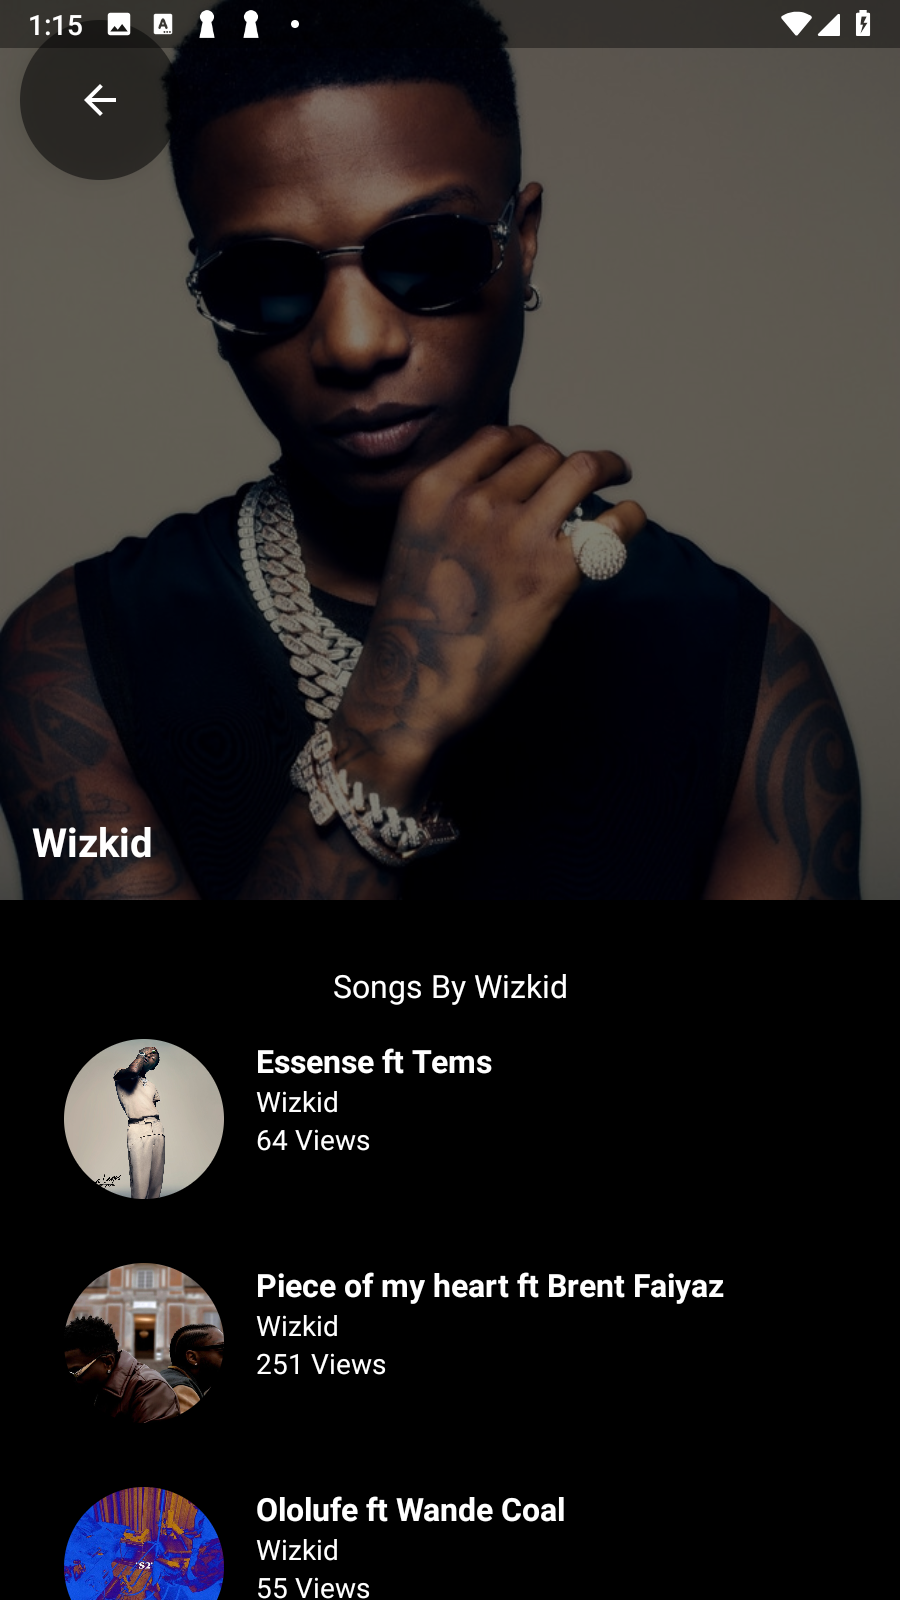 1:15
Wizkid
Songs By Wizkid
Essense ft Tems
Wizkid
64 Views
Piece of my heart ft Brent Faiyaz
Wizkid
251 Views
Ololufe ft Wande Coal
Wizkid
55 Views
"S2"